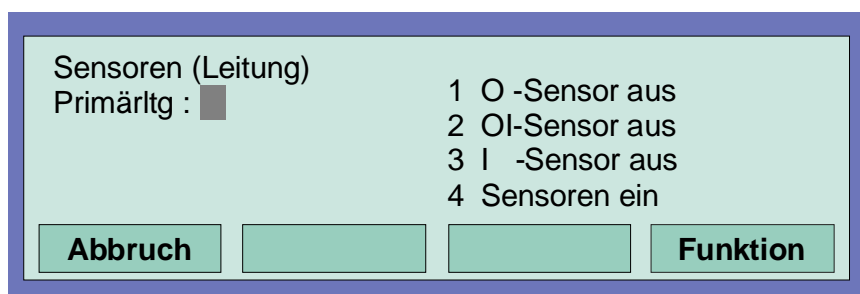 Sensoren (Leitung)
Primärltg :
1 O -Sensor aus
2 OI-Sensor aus
3 I -Sensor aus
4 Sensoren ein
Abbruch
Funktion